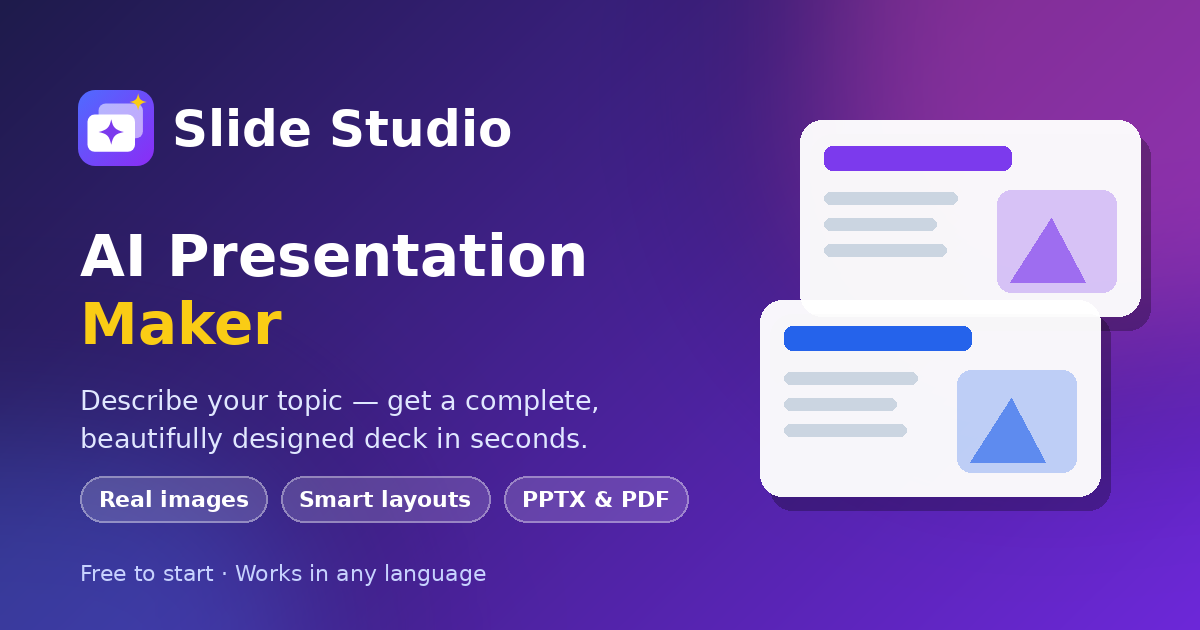 Slide Studio
AI Presentation
Maker
Describe your topic — get a complete,
beautifully designed deck in seconds.
Real images
Smart layouts
PPTX & PDF
Free to start · Works in any language